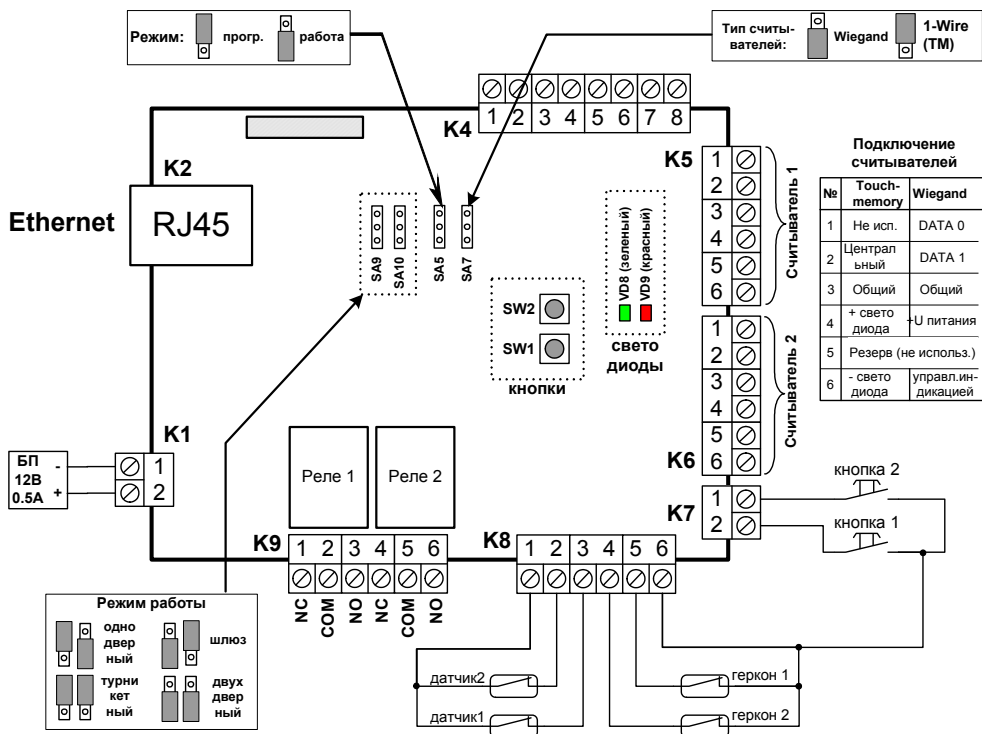 Режим:
прогр.
работа
Тип считы-
вателей:
Wiegand
1-Wire
(TM)
K4
1 2 3 4 5 6 7 8
K2
Ethernet
RJ45
SA9
SA10
SA5
SA7
VD8 (зеленый)
VD9 (красный)
свето
диоды
SW2
SW1
кнопки
K5
1
2
3
4
5
6
Считыватель 1
1
2
3
4
5
6
K6
Считыватель 2
Подключение
считывателей
№ Touch-
memory Wiegand
1 Не исп. DATA 0
2 Централ
ьный DATA 1
3 Общий Общий
4 + свето
диода +U питания
5 Резерв (не использ.)
6 - свето
диода управл.ин-
дикацией
K1
БП
12В
0.5А
-
+
1
2
Реле 1
Реле 2
K7
1
2
кнопка 2
кнопка 1
K9
1 2 3 4 5 6
NC
COM
NO
NC
COM
NO
K8
1 2 3 4 5 6
датчик2
датчик1
геркон 1
геркон 2
Режим работы
одно
двер
ный
шлюз
турни
кет
ный
двух
двер
ный